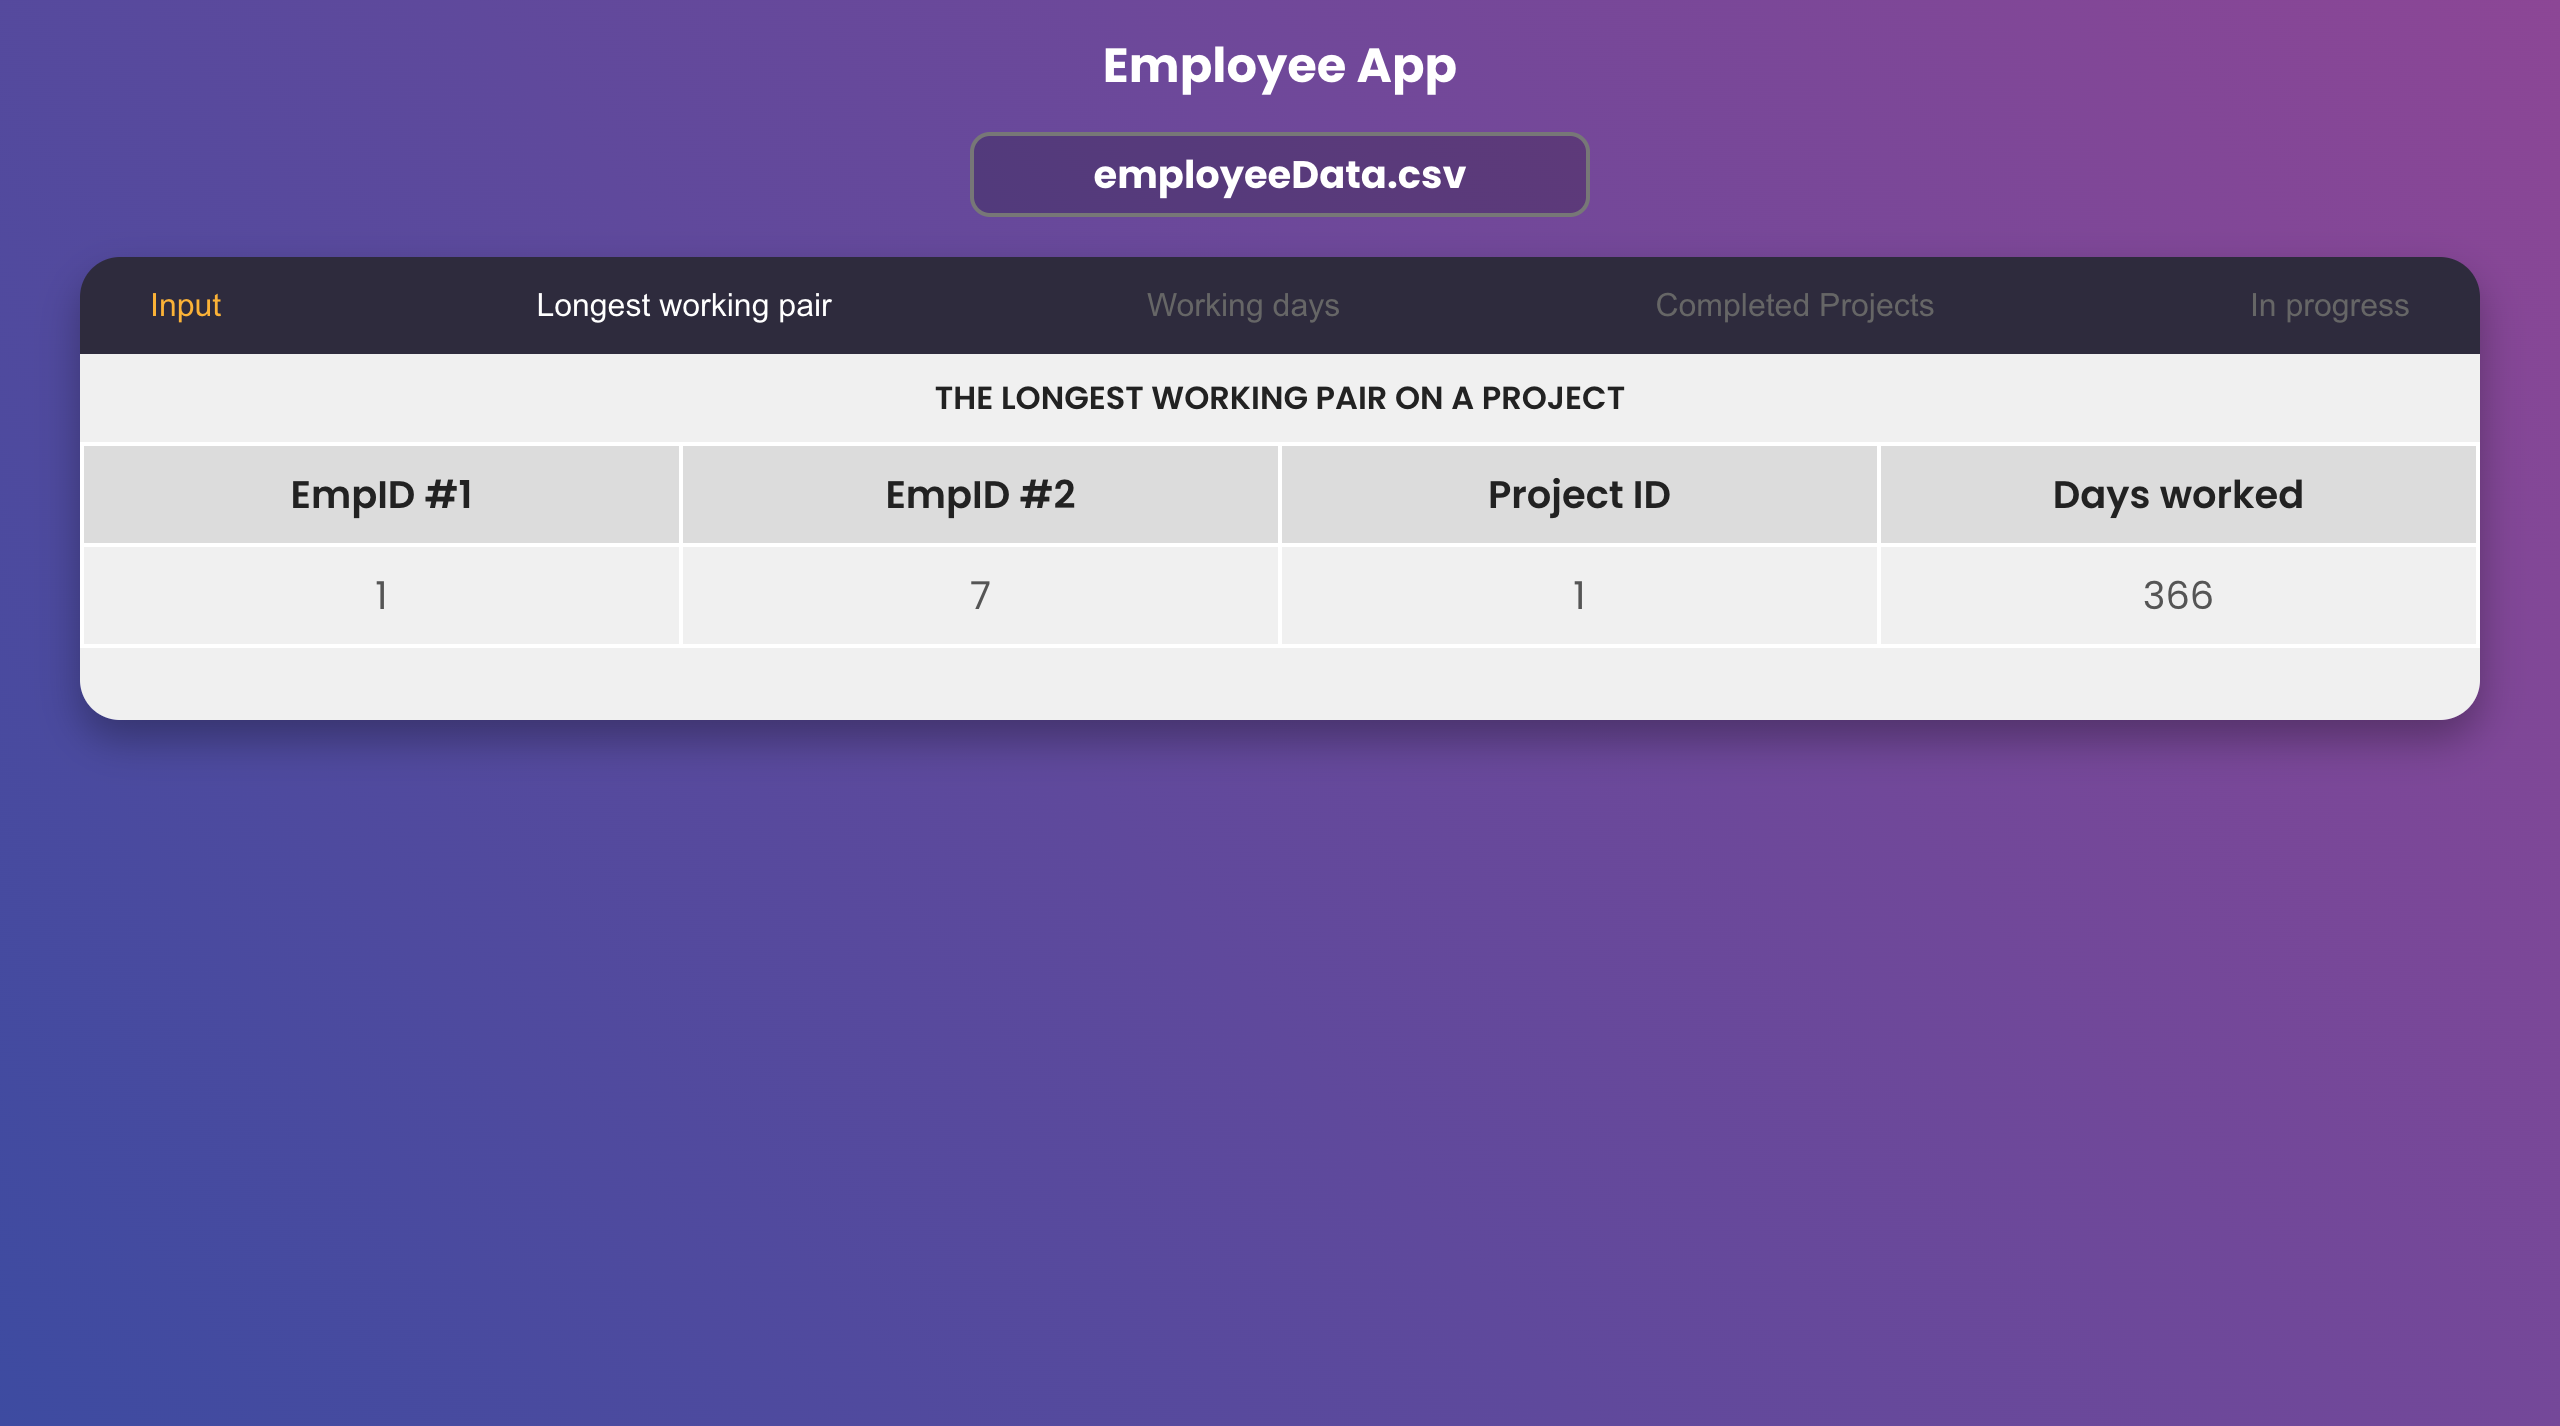 Employee App
employeeData.csv
Input Longest working pair Working days Completed Projects In progress
THE LONGEST WORKING PAIR ON A PROJECT
EmpID #1 EmpID #2 Project ID Days worked
1 7 1 366